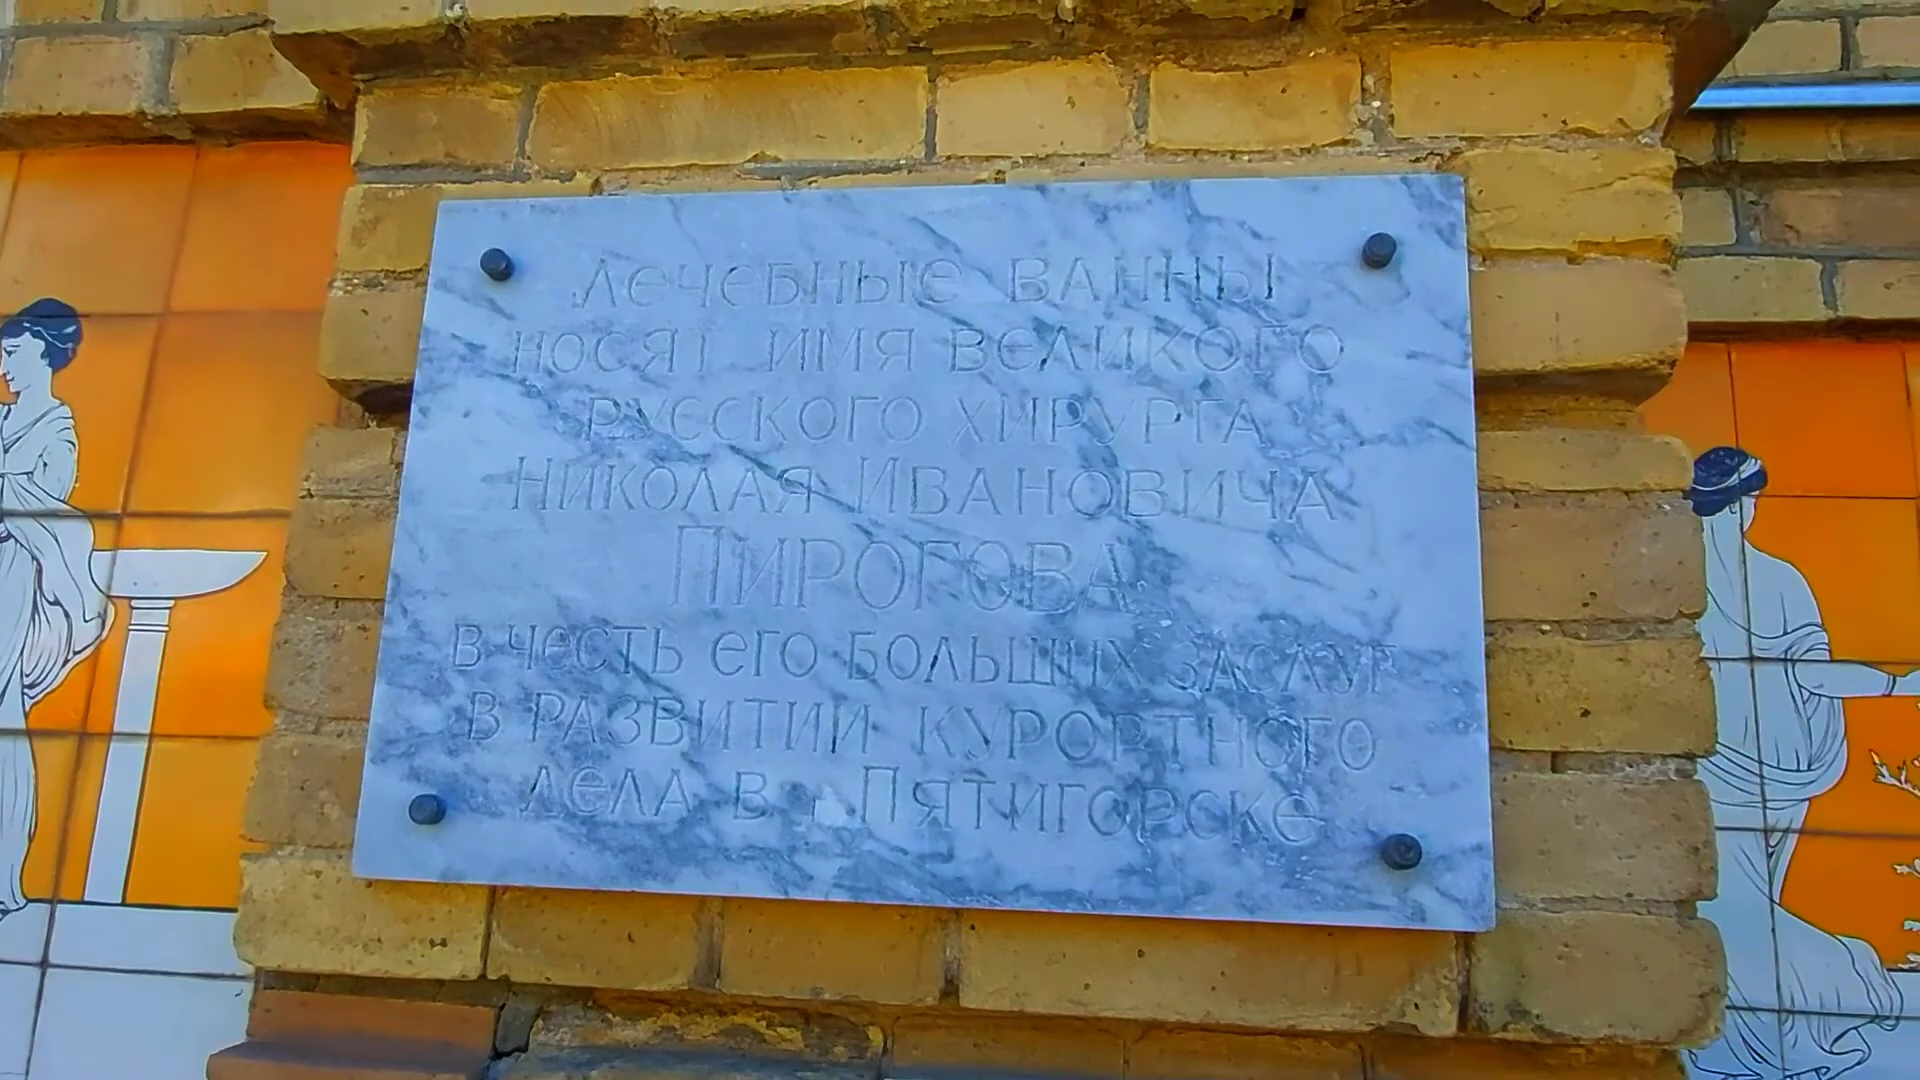 Лечебные ванны
носят имя великого
русского хирурга
Николая Ивановича
Пирогова
в честь его больших заслуг
в развитии курортного
дела в г. Пятигорске